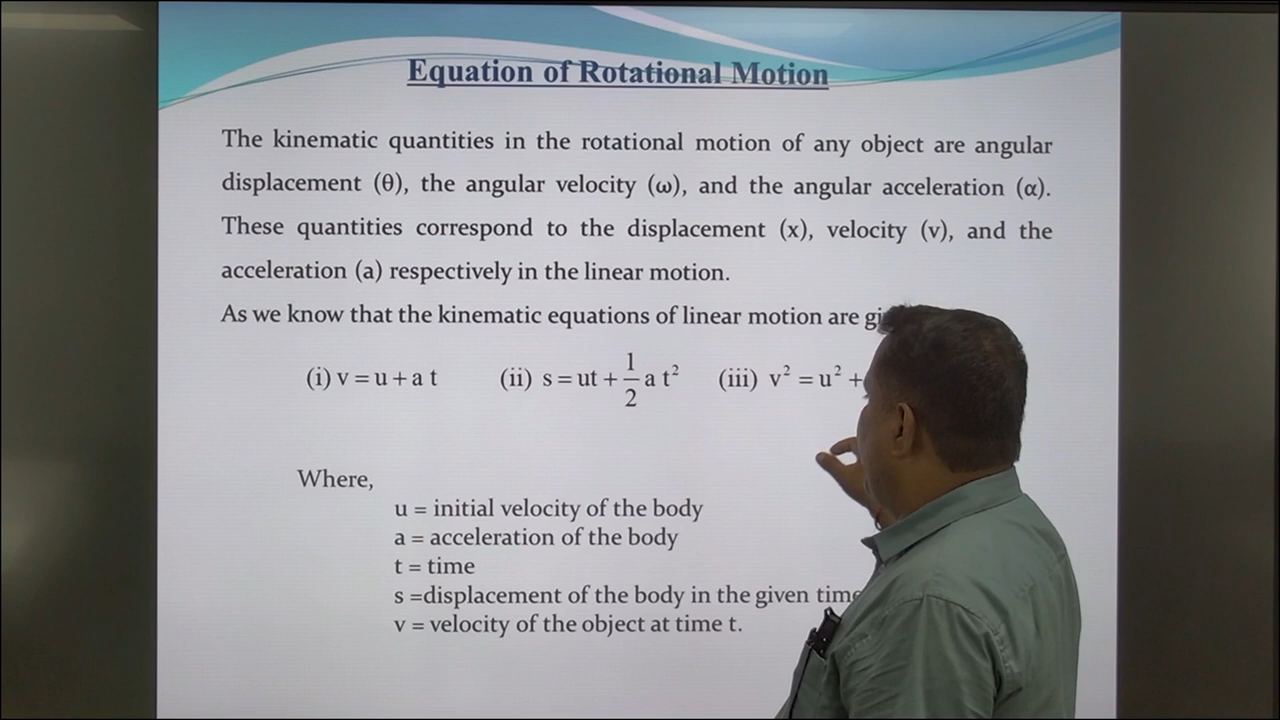 Equation of Rotational Motion
The kinematic quantities in the rotational motion of any object are angular
displacement (θ), the angular velocity (ω), and the angular acceleration (α).
These quantities correspond to the displacement (x), velocity (v), and the
acceleration (a) respectively in the linear motion.
As we know that the kinematic equations of linear motion are
(i) v = u + a t (ii) s = ut + 1/2 a t² (iii) v² = u² +
Where,
u = initial velocity of the body
a = acceleration of the body
t = time
s =displacement of the body in the given time
v = velocity of the object at time t.